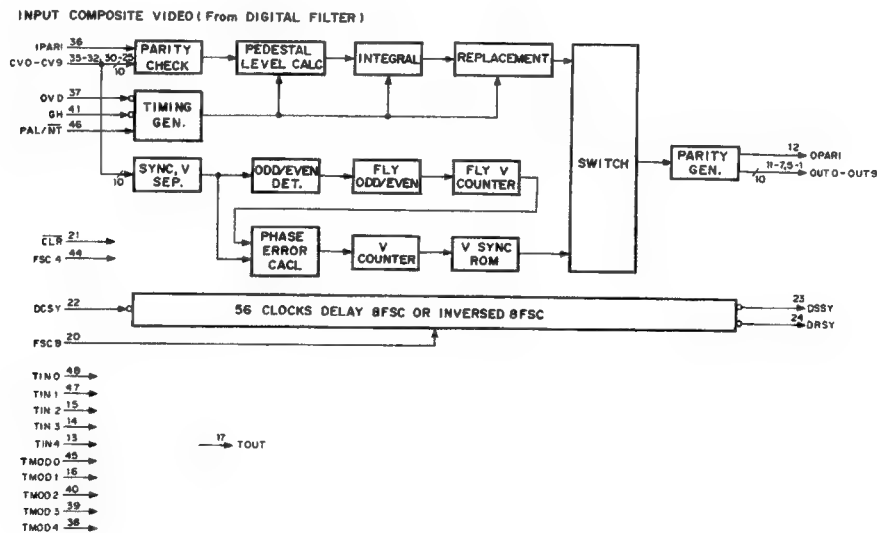 INPUT COMPOSITE VIDEO (From DIGITAL FILTER)
IPARI 36
CV0-CV9 35-32, 30-25
10
PARITY CHECK
PEDESTAL LEVEL CALC
INTEGRAL
REPLACEMENT
OVD 37
GH 41
PAL/NT 46
TIMING GEN.
SWITCH
PARITY GEN.
12 OPARI
11-7,5-1
10
OUT0-OUT9
10
SYNC, V SEP.
ODD/EVEN DET.
FLY ODD/EVEN
FLY V COUNTER
PHASE ERROR CACL
V COUNTER
V SYNC ROM
CLR 21
FSC 4 44
DCSY 22
56 CLOCKS DELAY 8FSC OR INVERSED 8FSC
23 DSSY
24 DRSY
FSC8 20
TIN0 48
TIN1 47
TIN2 15
TIN3 14
TIN4 13
17 TOUT
TMOD0 45
TMOD1 16
TMOD2 40
TMOD3 39
TMOD4 38